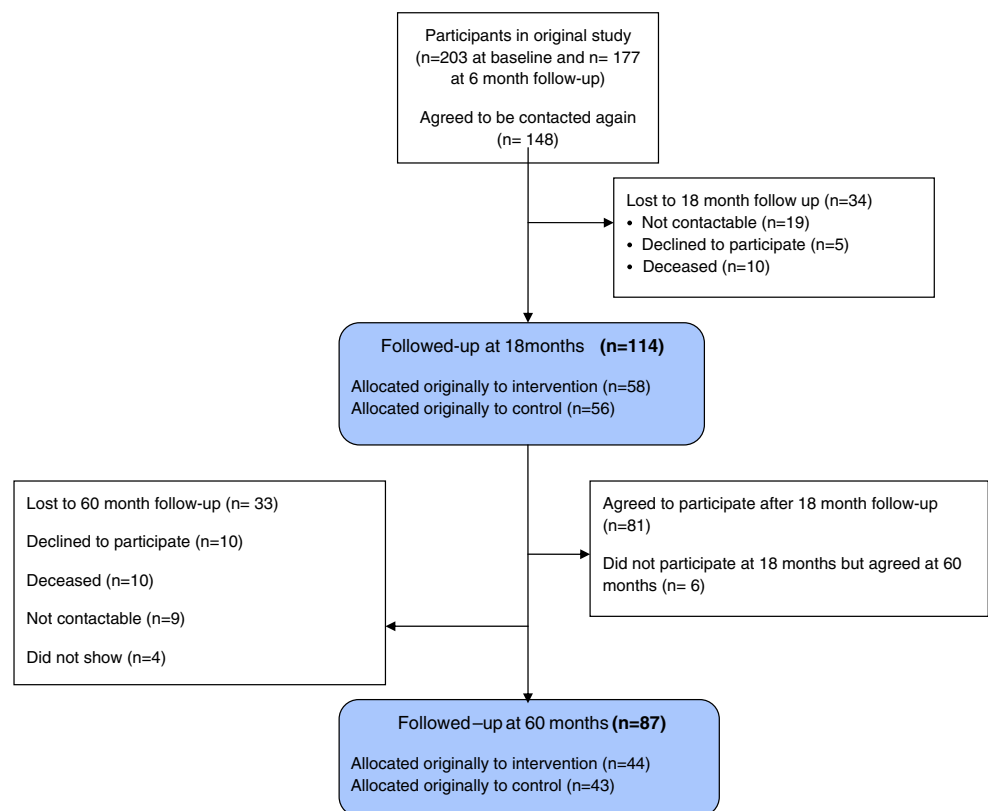 Participants in original study
(n=203 at baseline and n= 177
at 6 month follow-up)
Agreed to be contacted again
(n= 148)
Lost to 18 month follow up (n=34)
• Not contactable (n=19)
• Declined to participate (n=5)
• Deceased (n=10)
Followed-up at 18months (n=114)
Allocated originally to intervention (n=58)
Allocated originally to control (n=56)
Lost to 60 month follow-up (n= 33)
Declined to participate (n=10)
Deceased (n=10)
Not contactable (n=9)
Did not show (n=4)
Agreed to participate after 18 month follow-up
(n=81)
Did not participate at 18 months but agreed at 60
months (n= 6)
Followed–up at 60 months (n=87)
Allocated originally to intervention (n=44)
Allocated originally to control (n=43)